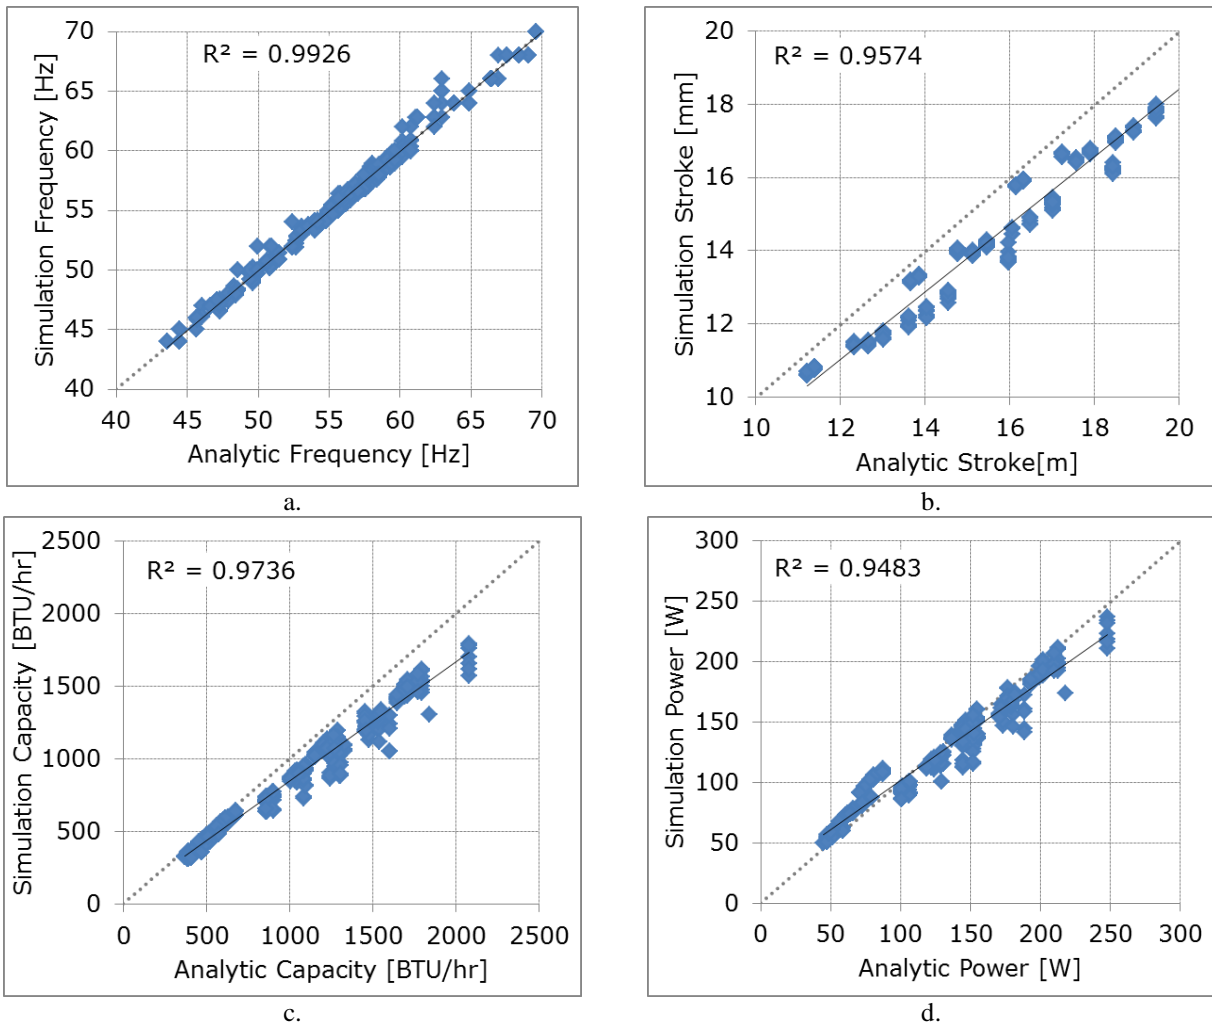 R² = 0.9926
Simulation Frequency [Hz]
70
65
60
55
50
45
40
40 45 50 55 60 65 70
Analytic Frequency [Hz]
a.
R² = 0.9574
Simulation Stroke [mm]
20
18
16
14
12
10
10 12 14 16 18 20
Analytic Stroke[m]
b.
R² = 0.9736
Simulation Capacity [BTU/hr]
2500
2000
1500
1000
500
0
0 500 1000 1500 2000 2500
Analytic Capacity [BTU/hr]
c.
R² = 0.9483
Simulation Power [W]
300
250
200
150
100
50
0
0 50 100 150 200 250 300
Analytic Power [W]
d.